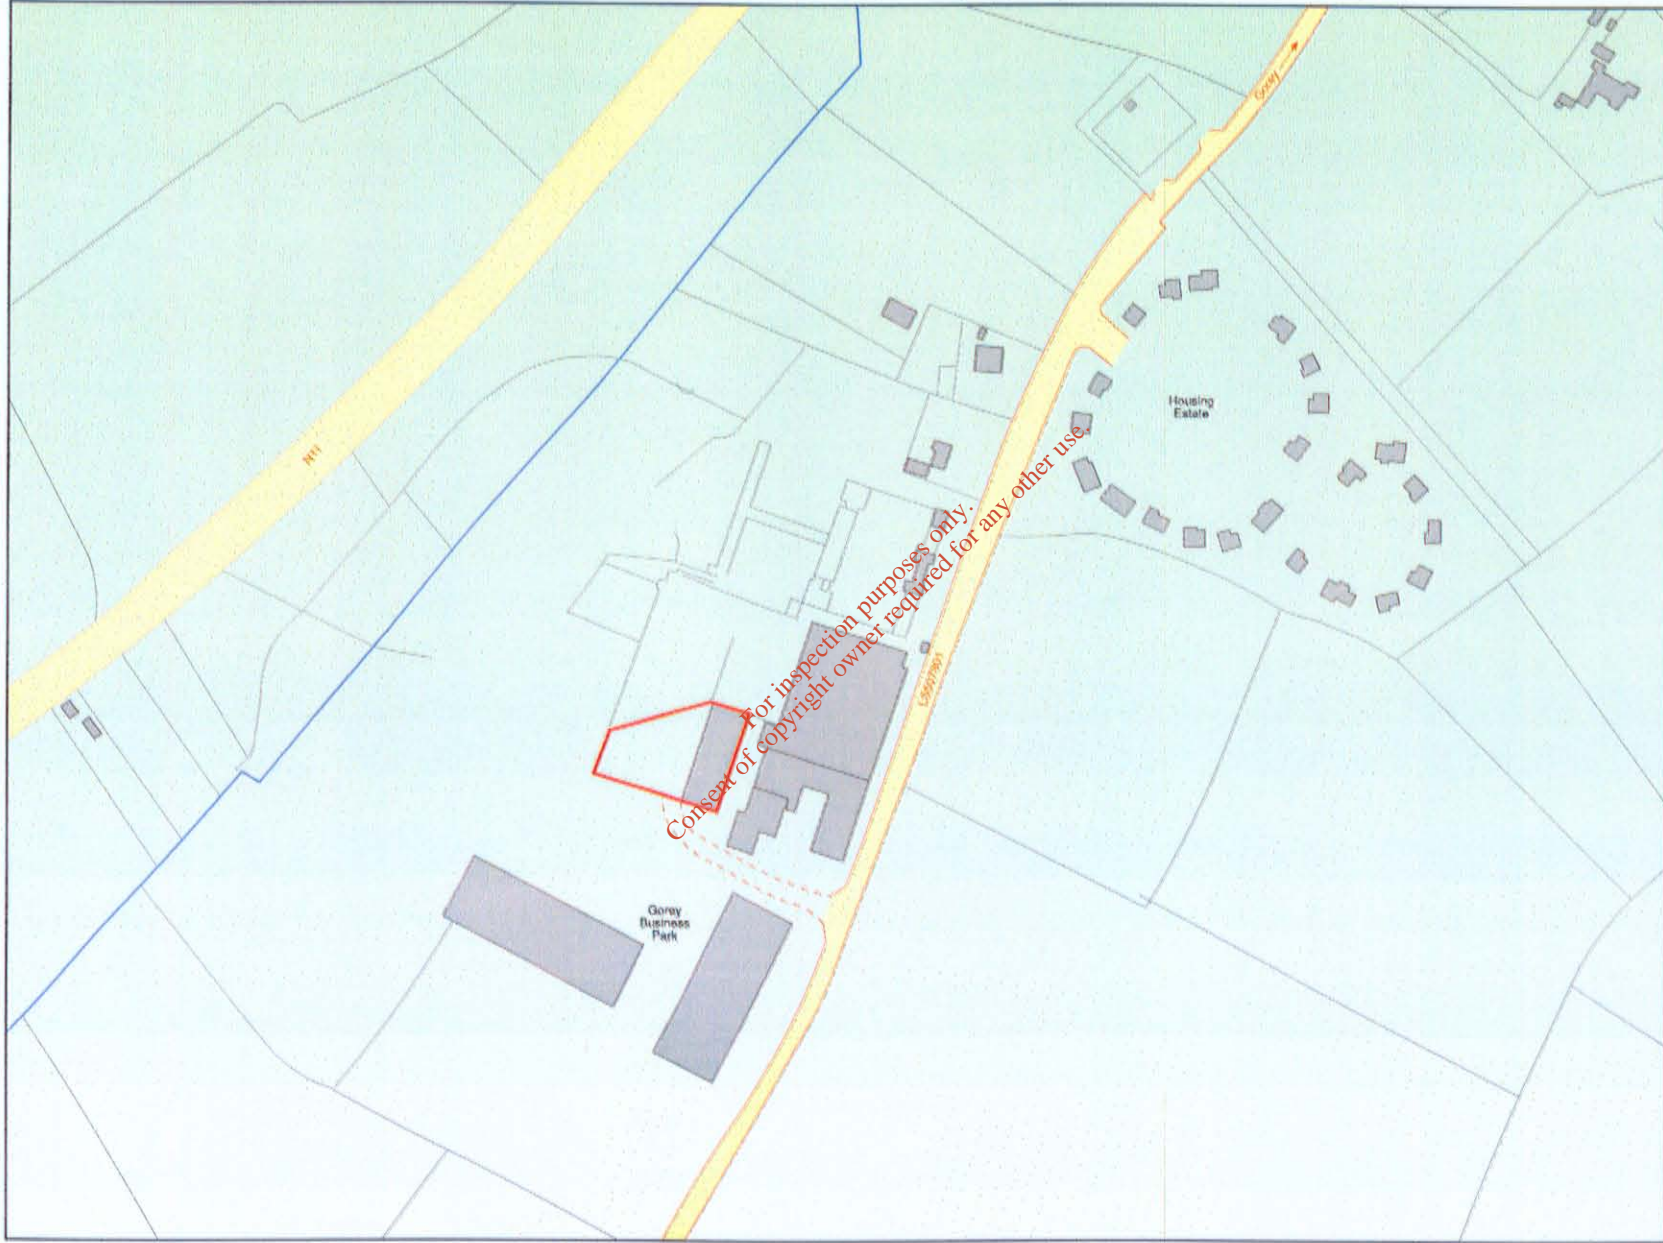 Gorey
Housing
Estate
N11
For inspection purposes only.
Consent of copyright owner required for any other use.
Gorey
Business
Park